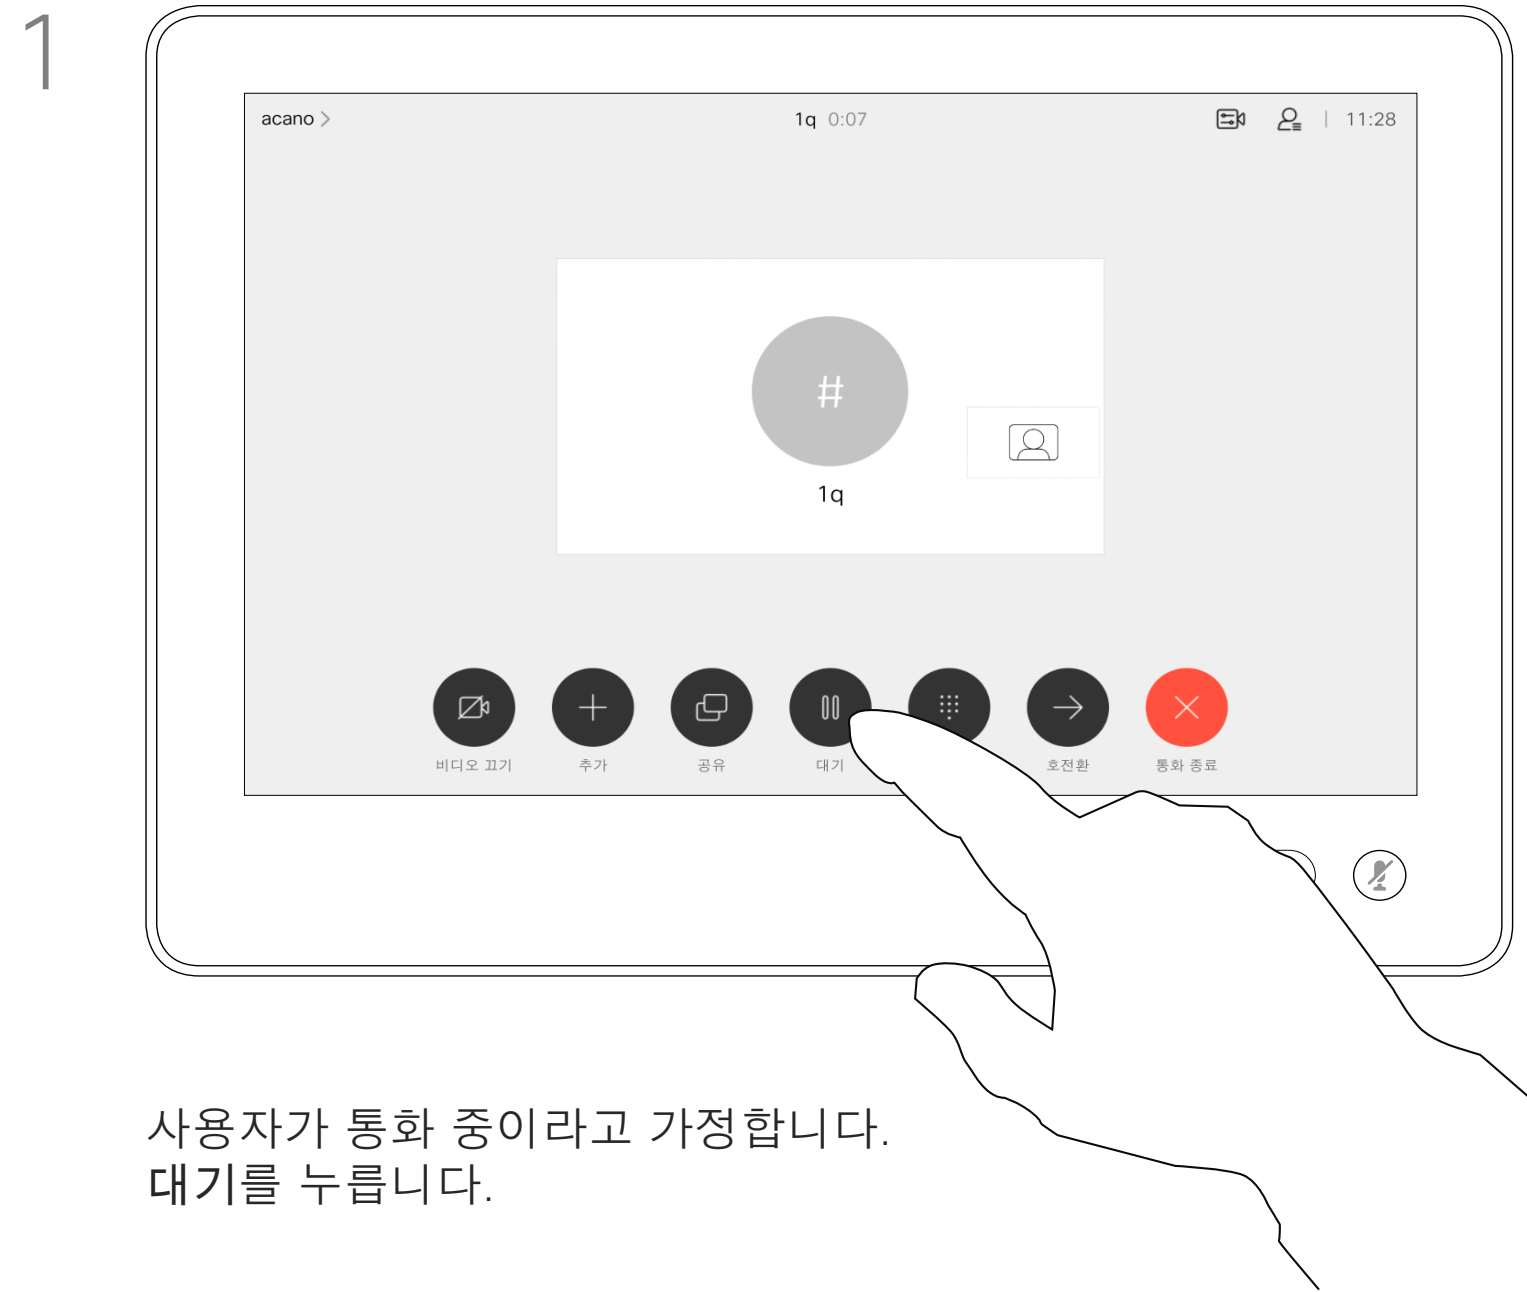 1
acano
1q 0:07
11:28
#
1q
비디오 끄기
추가
공유
대기
호전환
통화 종료
사용자가 통화 중이라고 가정합니다.
대기를 누릅니다.